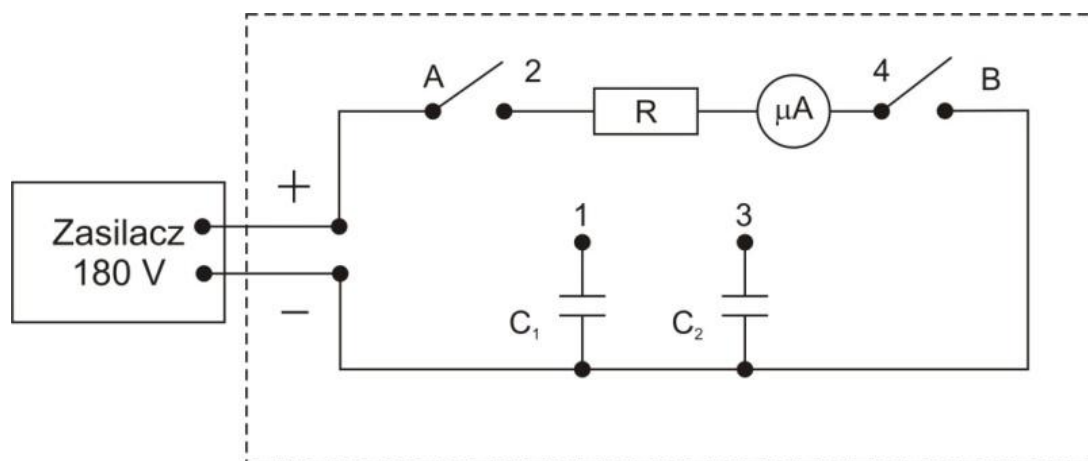 A 2 4 B
R μA
+
Zasilacz
180 V
−
1 3
C₁ C₂